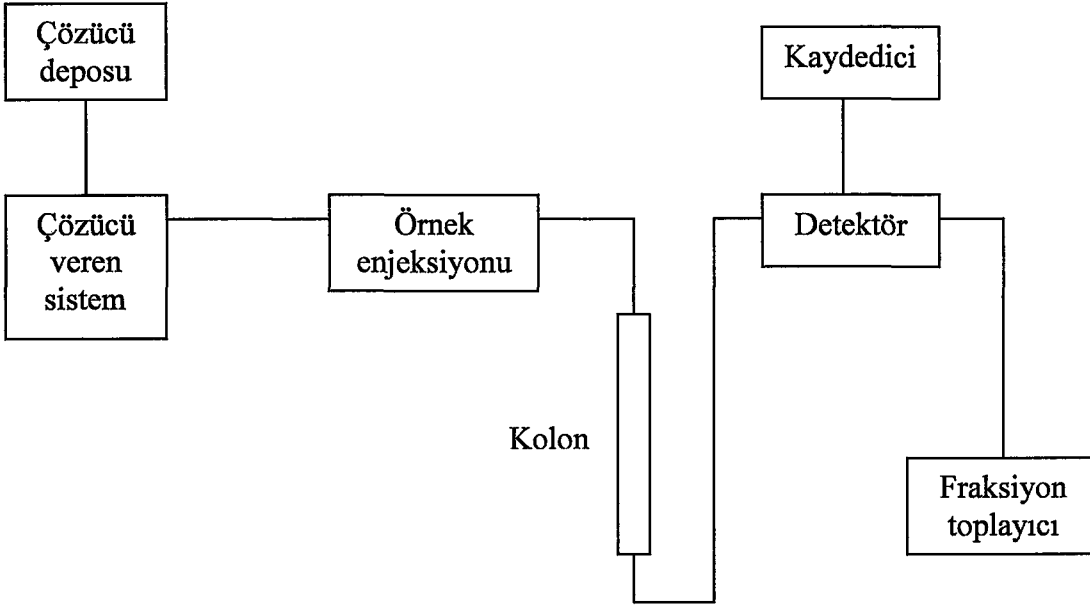 Çözücü
deposu
Kaydedici
Çözücü
veren
sistem
Örnek
enjeksiyonu
Detektör
Kolon
Fraksiyon
toplayıcı